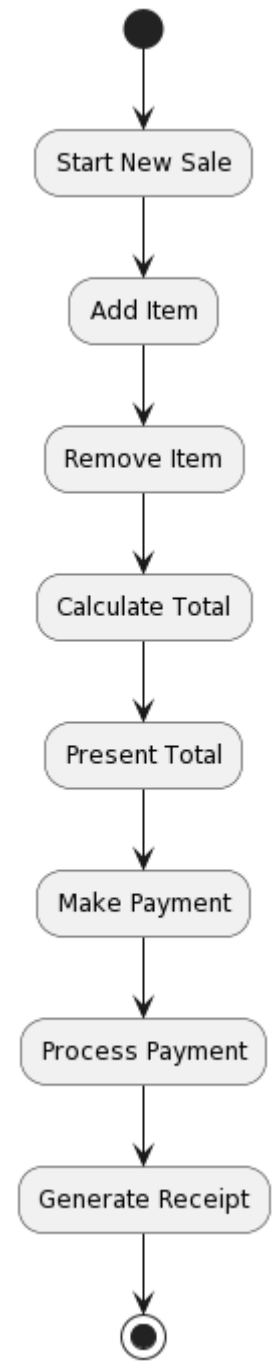 Start New Sale
Add Item
Remove Item
Calculate Total
Present Total
Make Payment
Process Payment
Generate Receipt